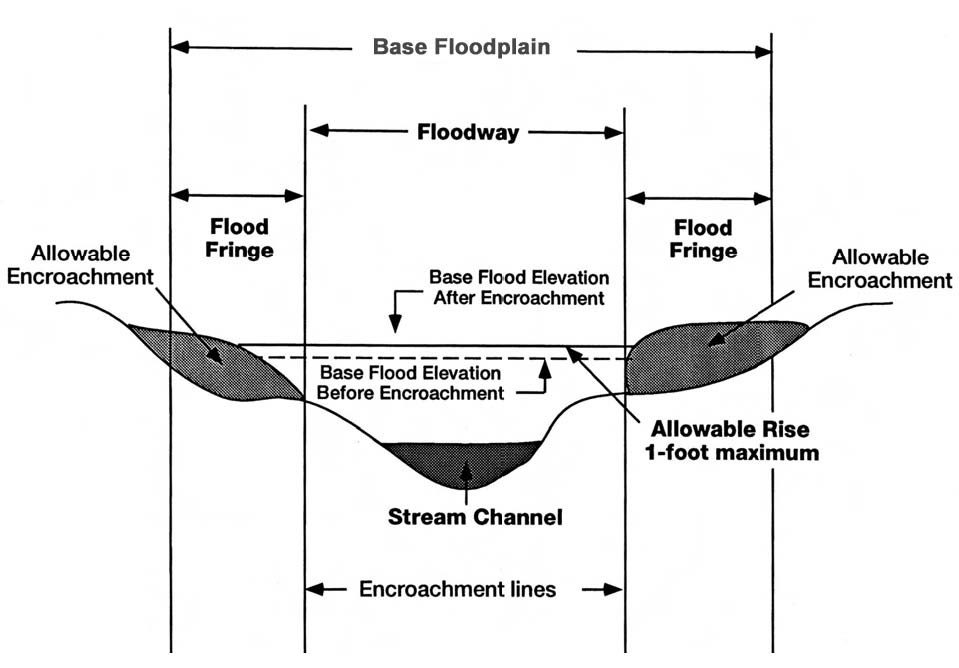 Base Floodplain
Floodway
Flood
Fringe
Flood
Fringe
Allowable
Encroachment
Allowable
Encroachment
Base Flood Elevation
After Encroachment
Base Flood Elevation
Before Encroachment
Allowable Rise
1-foot maximum
Stream Channel
Encroachment lines